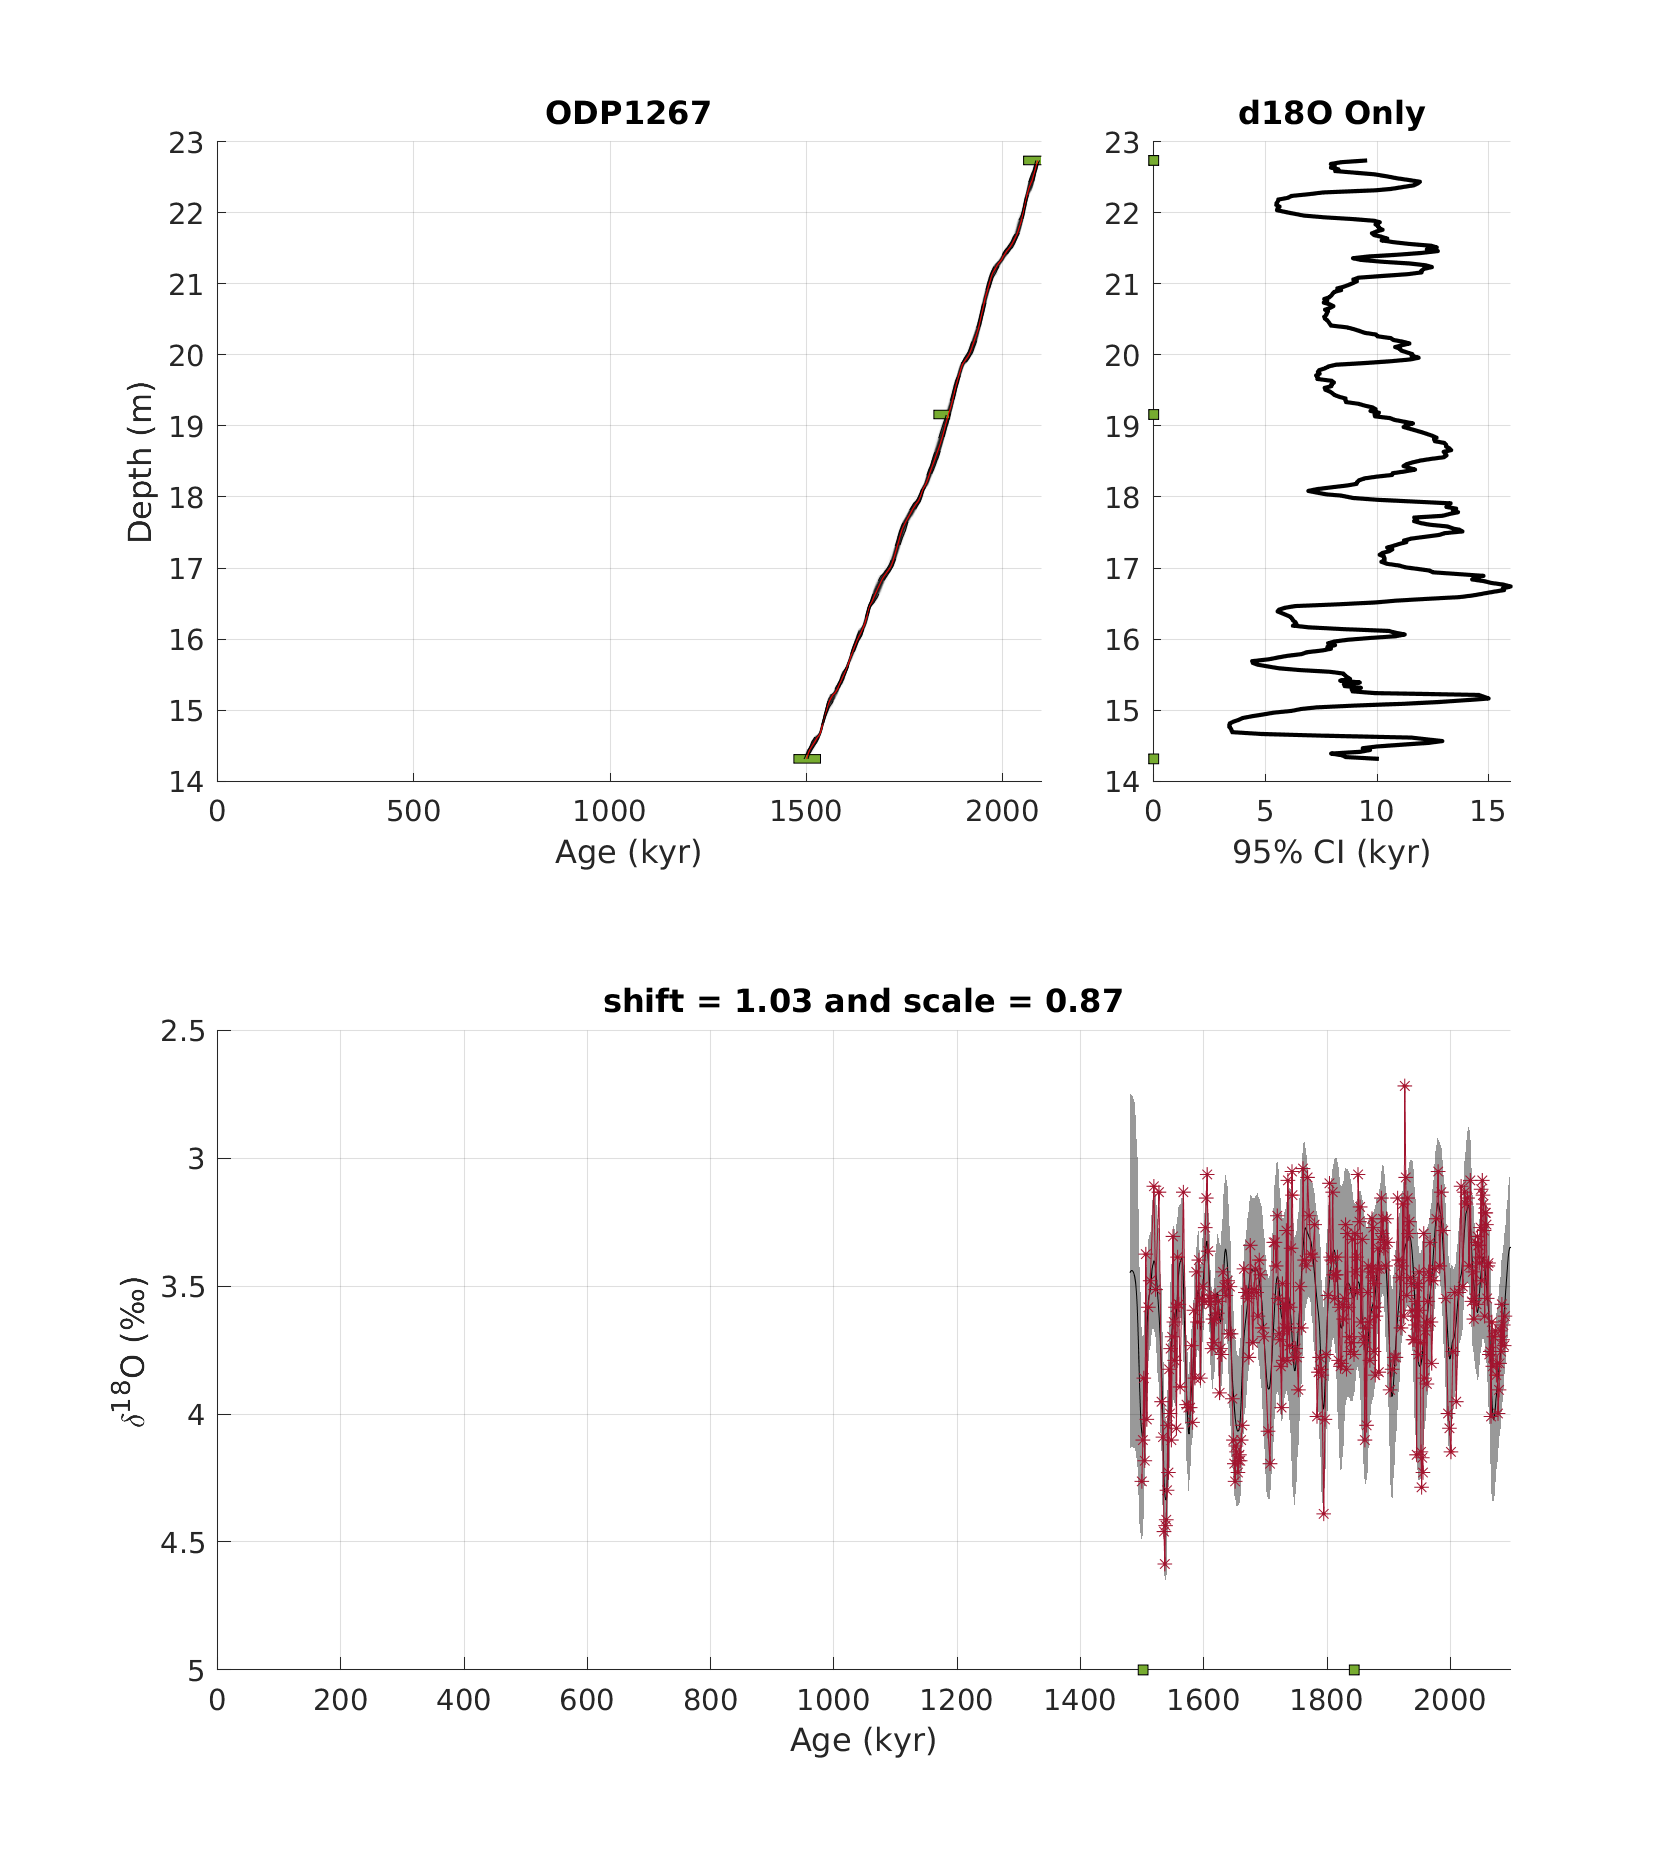 ODP1267
23
22
21
20
19
18
17
16
15
14
Depth (m)
0 500 1000 1500 2000
Age (kyr)
d18O Only
23
22
21
20
19
18
17
16
15
14
0 5 10 15
95% CI (kyr)
shift = 1.03 and scale = 0.87
2.5
3
3.5
4
4.5
5
δ¹⁸O (‰)
0 200 400 600 800 1000 1200 1400 1600 1800 2000
Age (kyr)